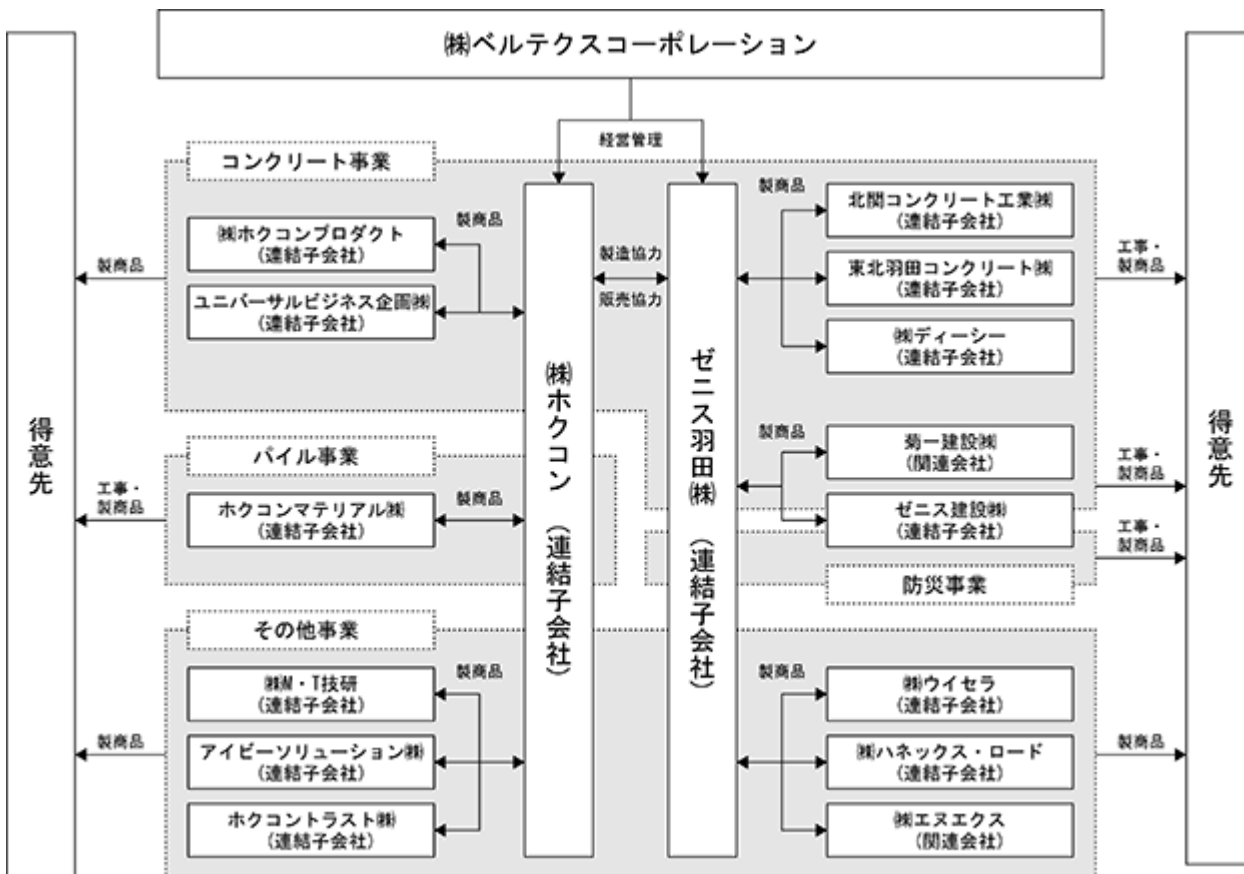 ㈱ベルテクスコーポレーション
経営管理
コンクリート事業
製商品
㈱ホクコンプロダクト
(連結子会社)
ユニバーサルビジネス企画㈱
(連結子会社)
製造協力
販売協力
製商品
北関コンクリート工業㈱
(連結子会社)
東北羽田コンクリート㈱
(連結子会社)
㈱ディーシー
(連結子会社)
製商品
工事・
製商品
得意先
㈱ホクコン (連結子会社)
ゼニス羽田㈱ (連結子会社)
得意先
パイル事業
ホクコンマテリアル㈱
(連結子会社)
製商品
工事・
製商品
製商品
菊一建設㈱
(関連会社)
ゼニス建設㈱
(連結子会社)
工事・
製商品
工事・
製商品
防災事業
その他事業
㈱M・T技研
(連結子会社)
アイビーソリューション㈱
(連結子会社)
ホクコントラスト㈱
(連結子会社)
製商品
製商品
製商品
㈱ウイセラ
(連結子会社)
㈱ハネックス・ロード
(連結子会社)
㈱エヌエクス
(関連会社)
製商品